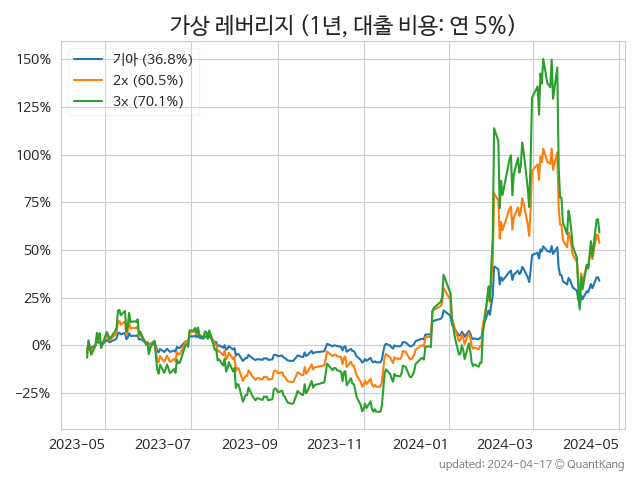 가상 레버리지 (1년, 대출 비용: 연 5%)
기아 (36.8%)
2x (60.5%)
3x (70.1%)
150%
125%
100%
75%
50%
25%
0%
−25%
2023-05 2023-07 2023-09 2023-11 2024-01 2024-03 2024-05
updated: 2024-04-17 © QuantKang